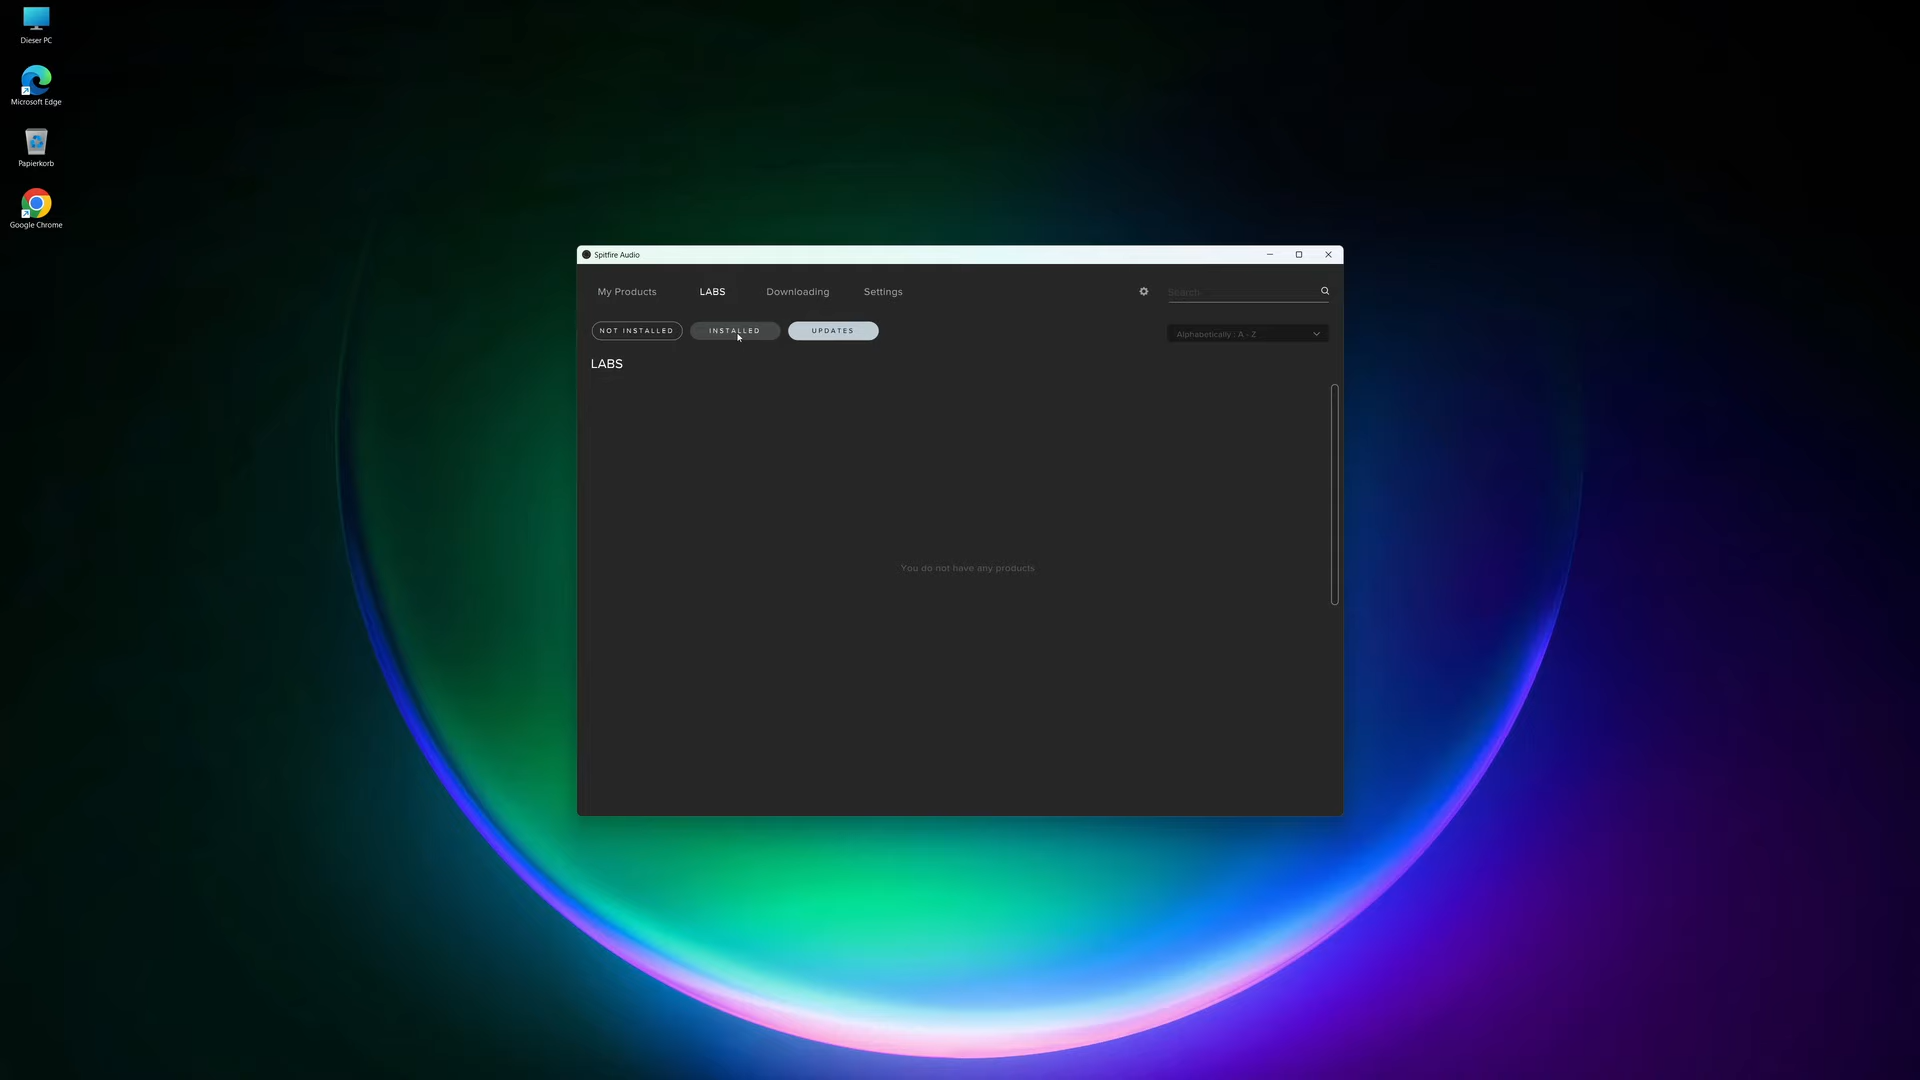 Dieser PC
Microsoft Edge
Papierkorb
Google Chrome
Spitfire Audio
My Products
LABS
Downloading
Settings
Search...
NOT INSTALLED
INSTALLED
UPDATES
Alphabetically : A - Z
LABS
You do not have any products